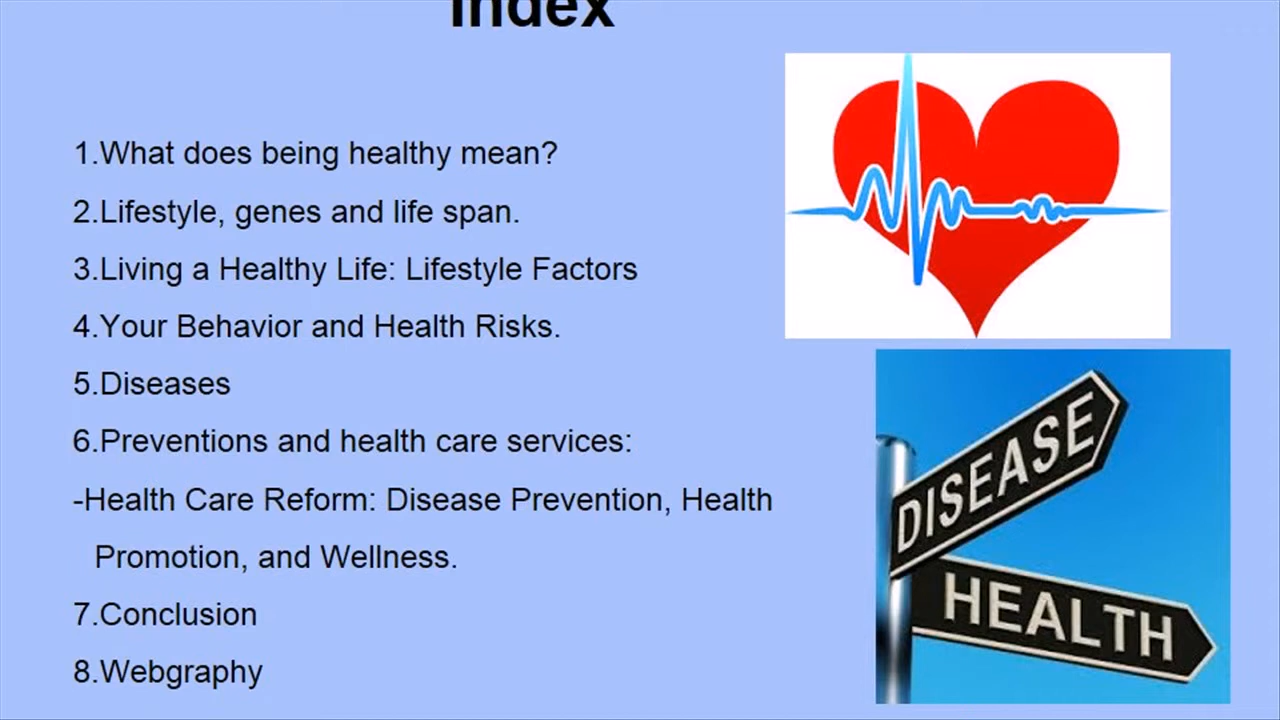 Index
1.What does being healthy mean?
2.Lifestyle, genes and life span.
3.Living a Healthy Life: Lifestyle Factors
4.Your Behavior and Health Risks.
5.Diseases
6.Preventions and health care services:
-Health Care Reform: Disease Prevention, Health
Promotion, and Wellness.
7.Conclusion
8.Webgraphy
DISEASE
HEALTH